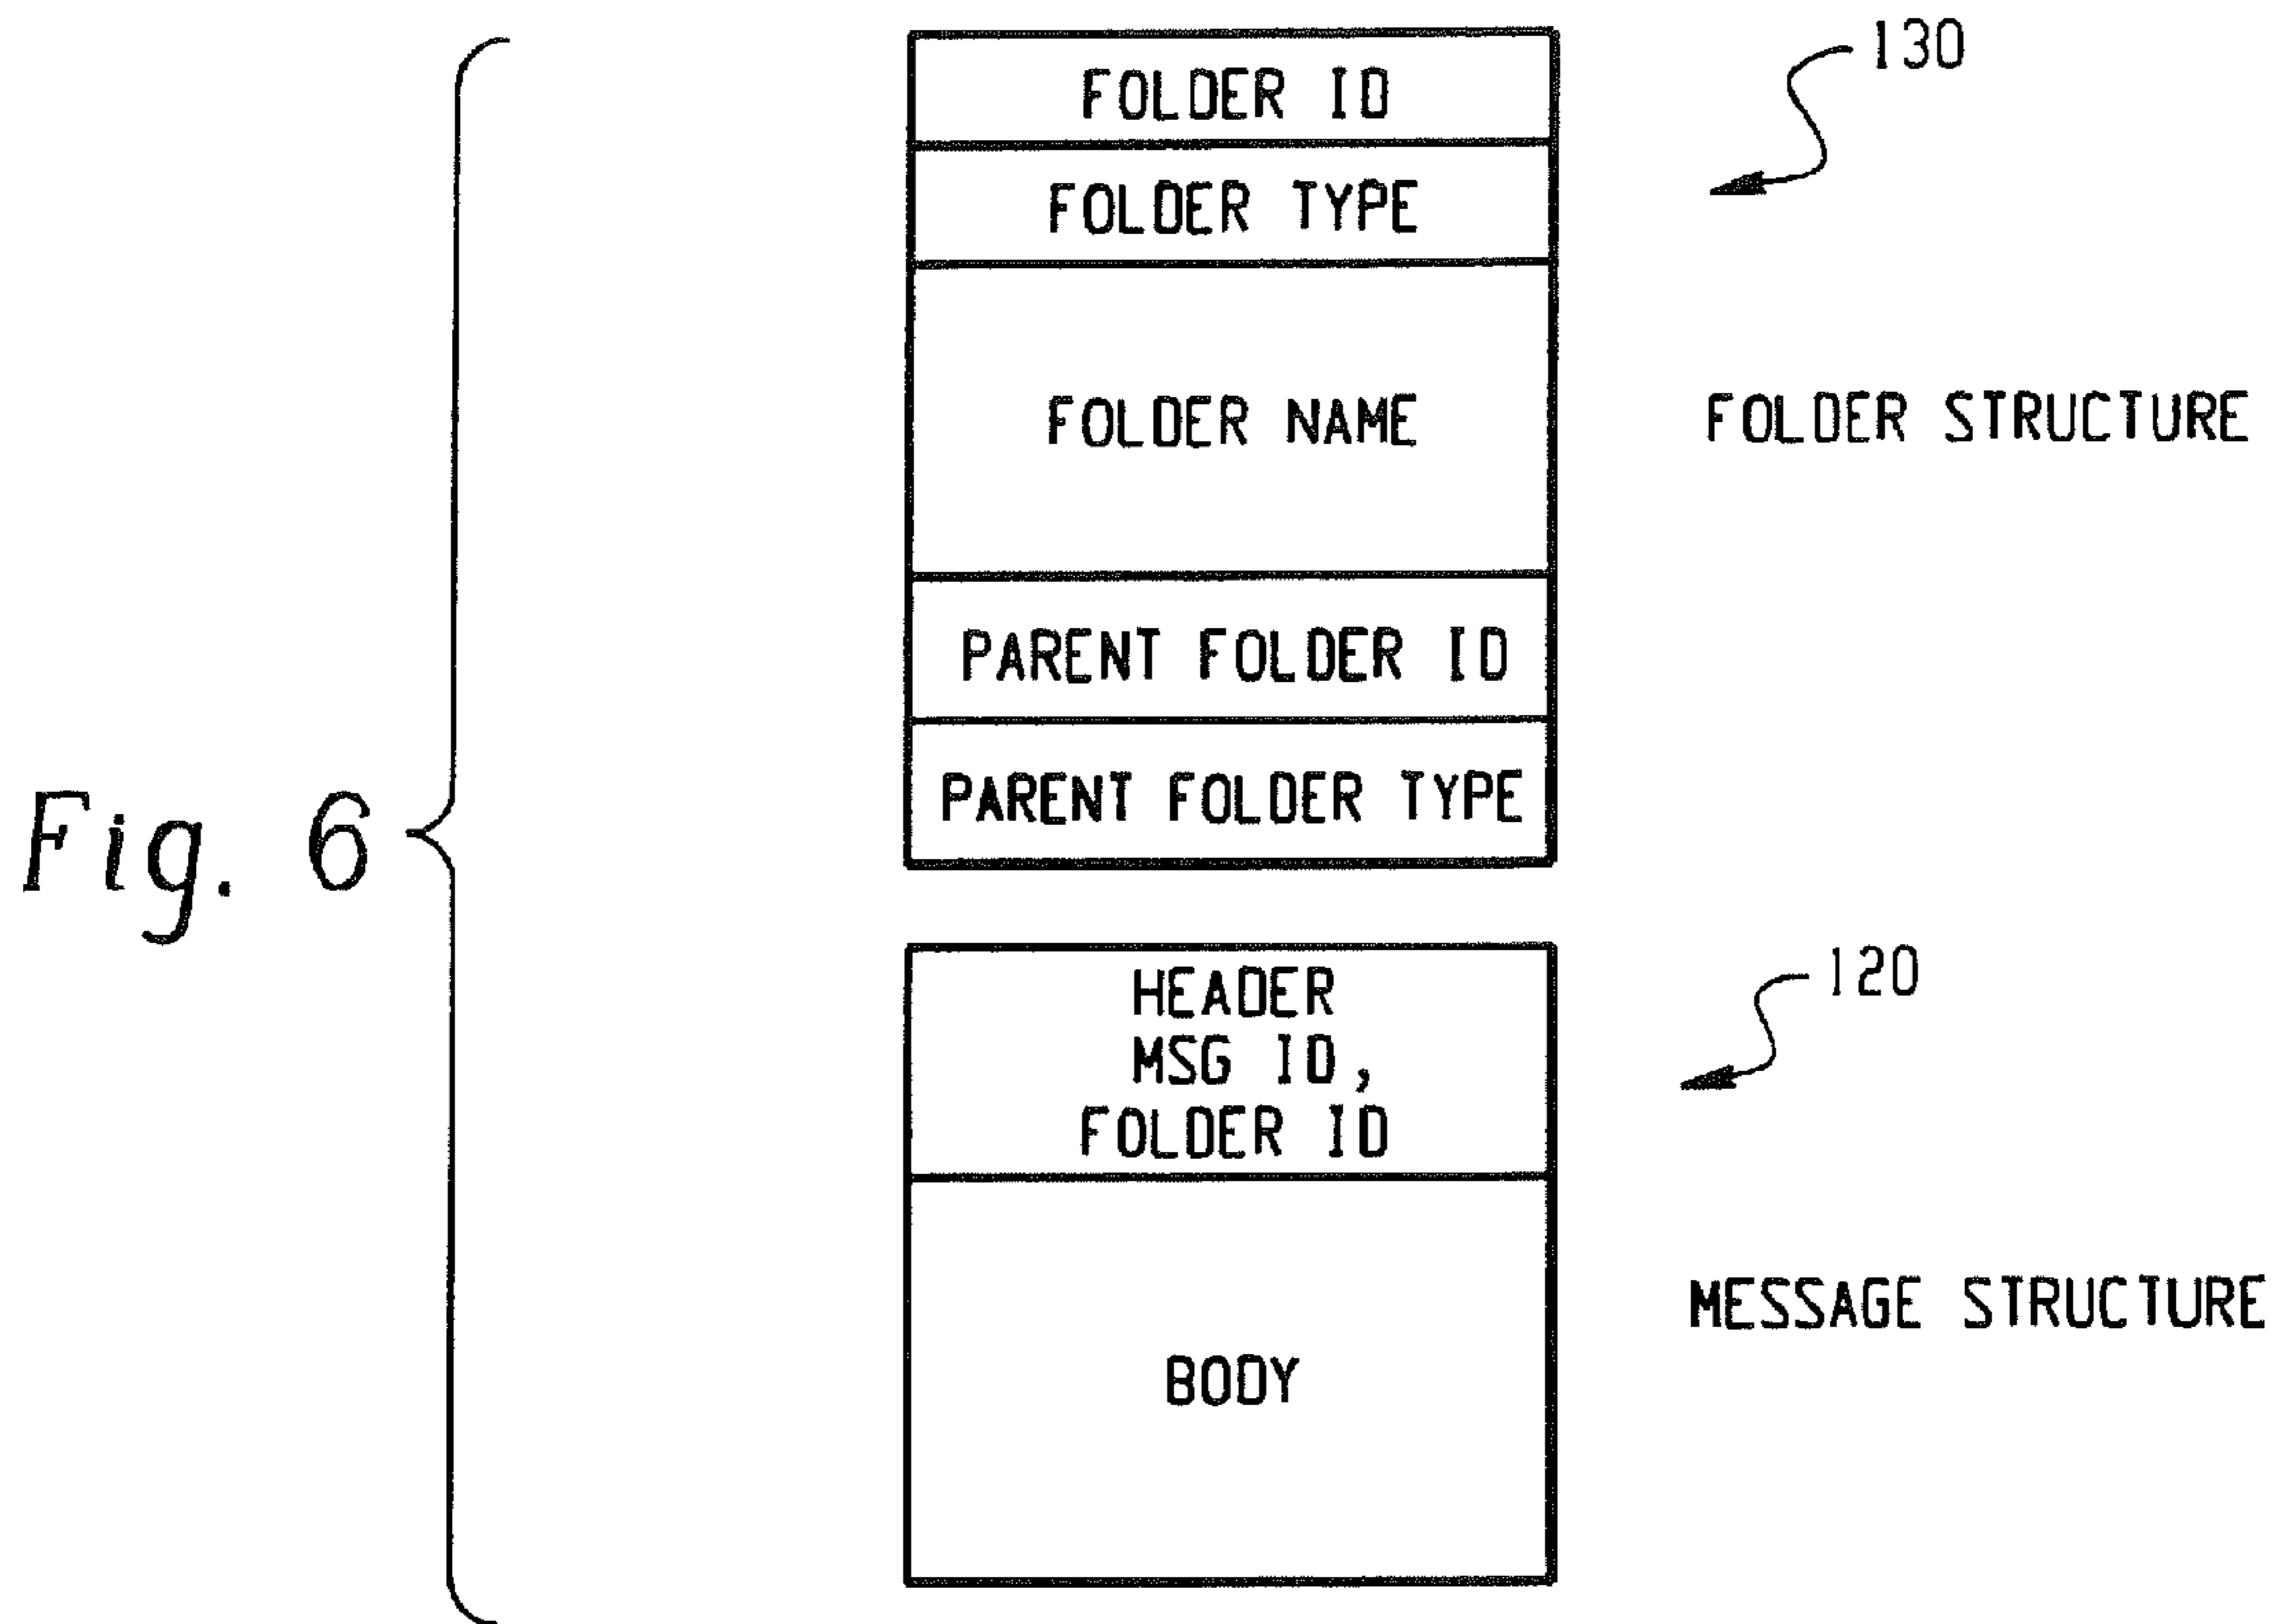 130
FOLDER ID
FOLDER TYPE
FOLDER NAME
FOLDER STRUCTURE
PARENT FOLDER ID
PARENT FOLDER TYPE
Fig. 6
120
HEADER
MSG ID,
FOLDER ID
MESSAGE STRUCTURE
BODY